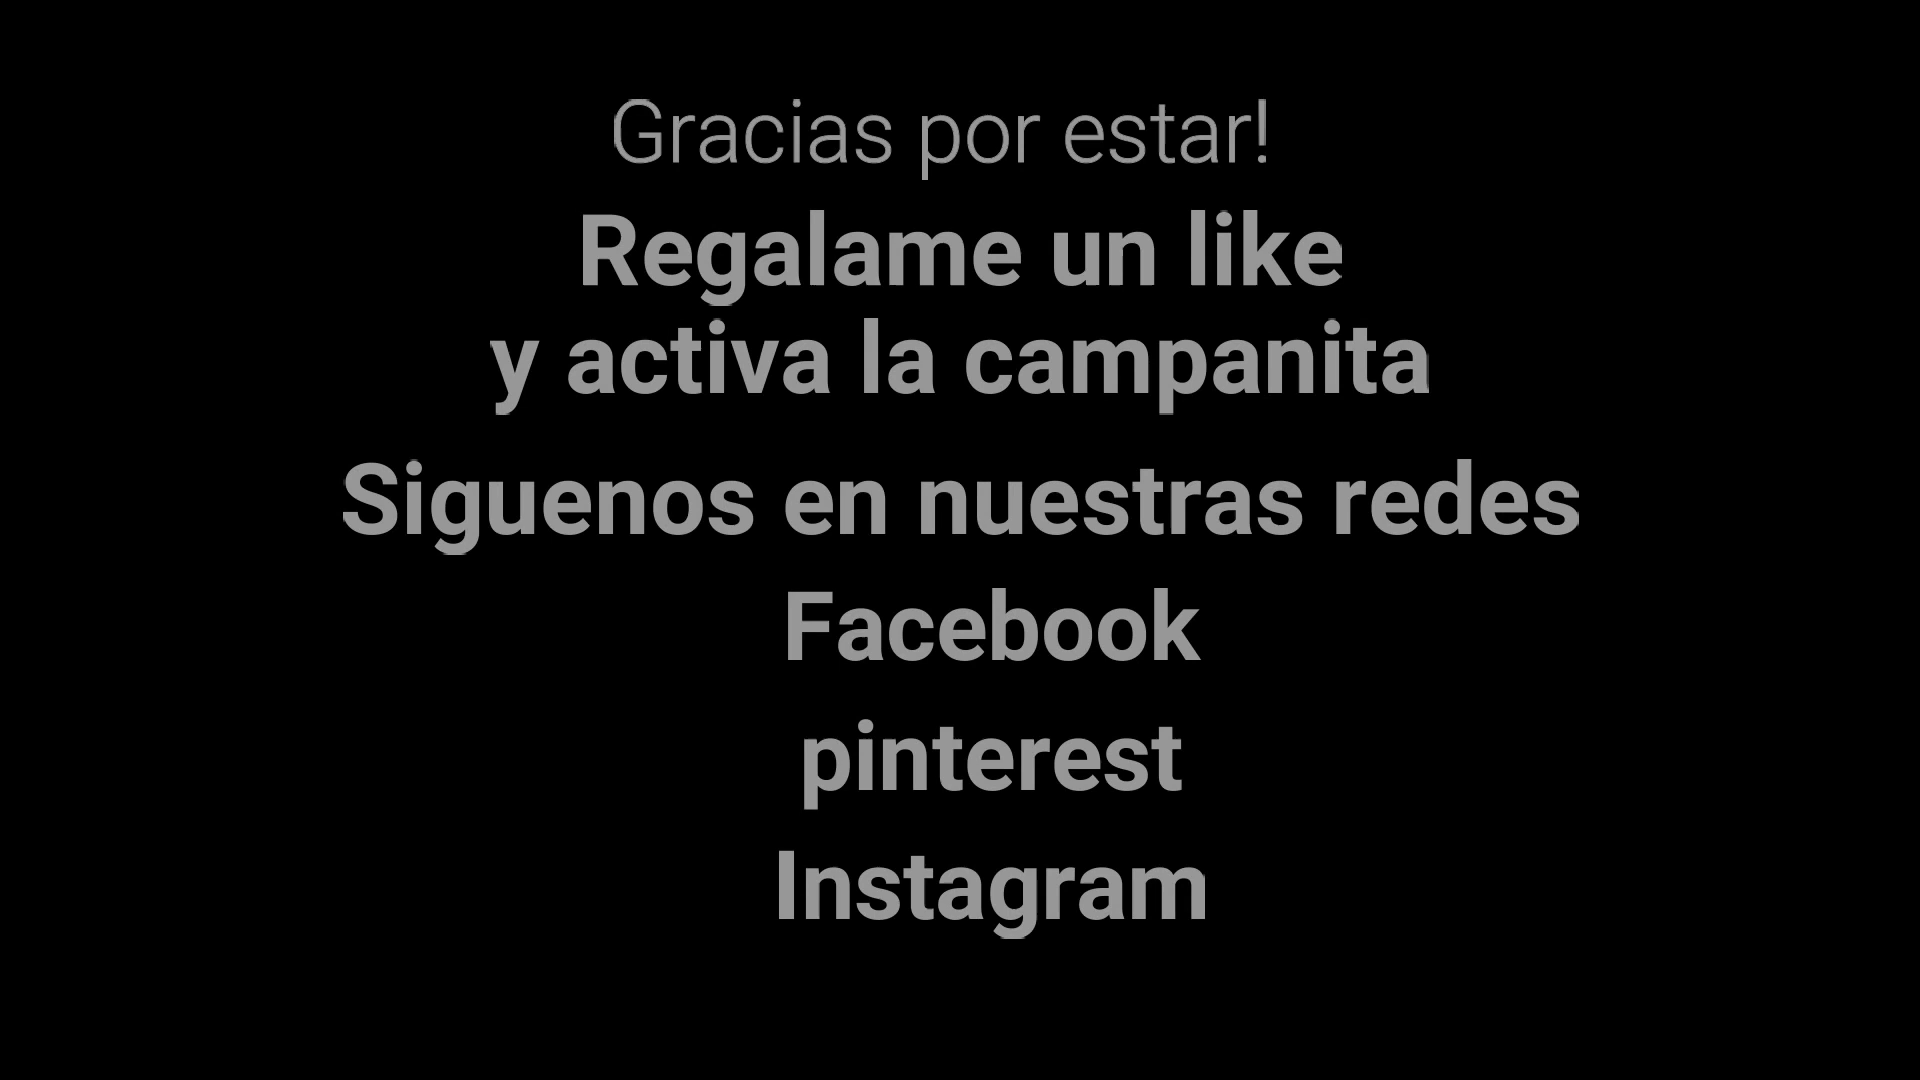 Gracias por estar!
Regalame un like
y activa la campanita
Siguenos en nuestras redes
Facebook
pinterest
Instagram